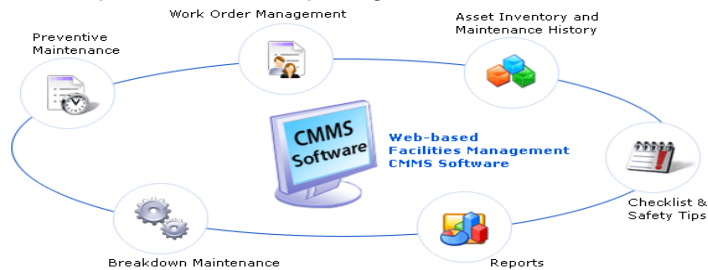 Work Order Management
Asset Inventory and
Maintenance History
Preventive
Maintenance
CMMS
Software
Web-based
Facilities Management
CMMS Software
Checklist &
Safety Tips
Breakdown Maintenance
Reports